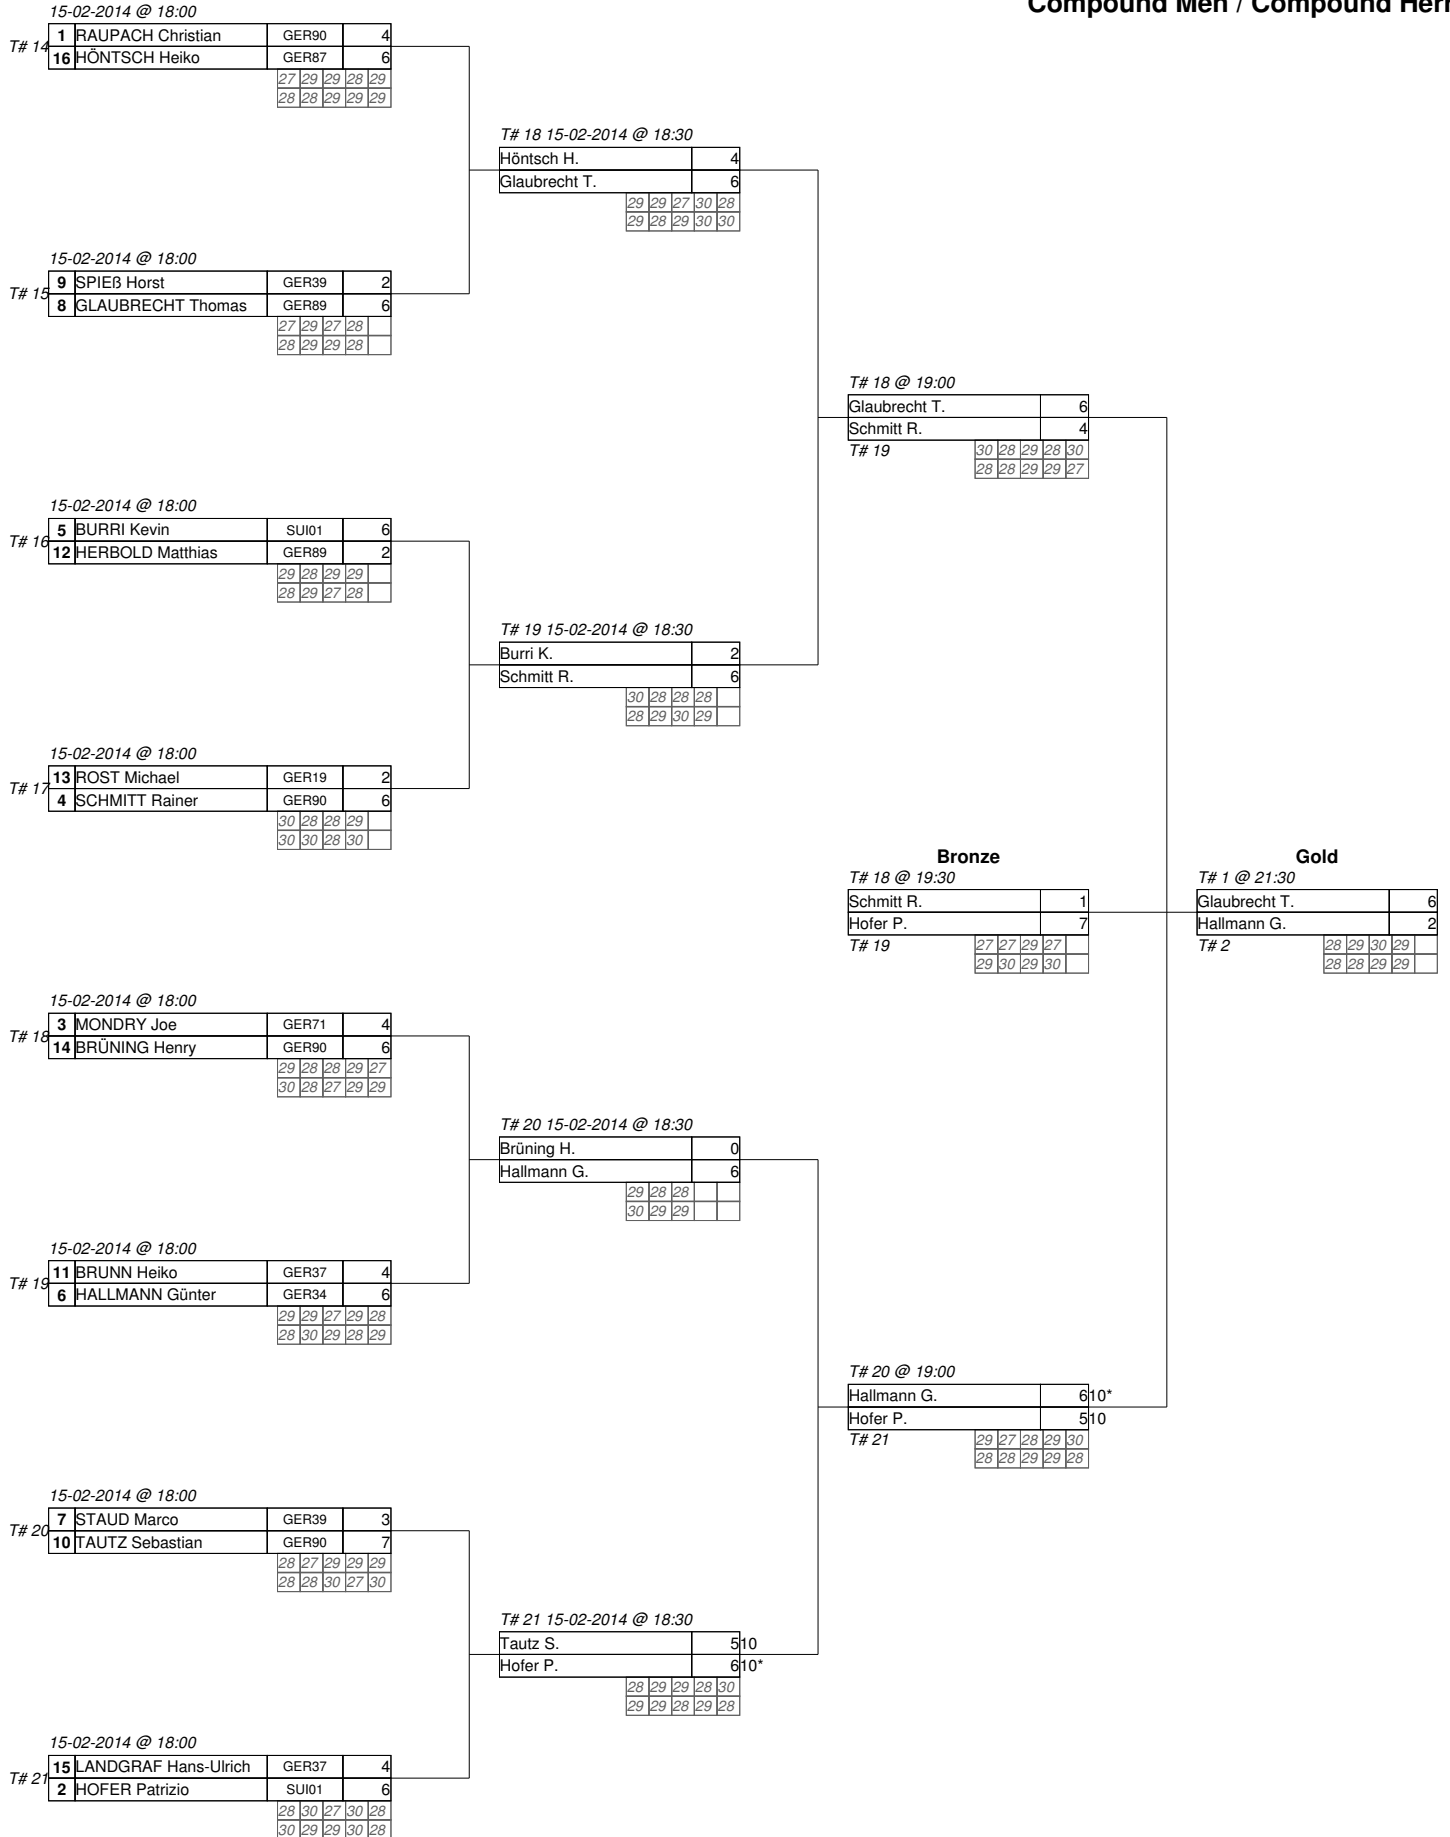 Compound Men / Compound Herr
15-02-2014 @ 18:00
T# 14
1 RAUPACH Christian GER90 4
16 HÖNTSCH Heiko GER87 6
27 29 29 28 29
28 28 29 29 29
T# 18 15-02-2014 @ 18:30
Höntsch H. 4
Glaubrecht T. 6
29 29 27 30 28
29 28 29 30 30
15-02-2014 @ 18:00
T# 15
9 SPIEß Horst GER39 2
8 GLAUBRECHT Thomas GER89 6
27 29 27 28
28 29 29 28
T# 18 @ 19:00
Glaubrecht T. 6
Schmitt R. 4
T# 19 30 28 29 28 30
28 28 29 29 27
15-02-2014 @ 18:00
T# 16
5 BURRI Kevin SUI01 6
12 HERBOLD Matthias GER89 2
29 28 29 29
28 29 27 28
T# 19 15-02-2014 @ 18:30
Burri K. 2
Schmitt R. 6
30 28 28 28
28 29 30 29
15-02-2014 @ 18:00
T# 17
13 ROST Michael GER19 2
4 SCHMITT Rainer GER90 6
30 28 28 29
30 30 28 30
Bronze
T# 18 @ 19:30
Schmitt R. 1
Hofer P. 7
T# 19 27 27 29 27
29 30 29 30
Gold
T# 1 @ 21:30
Glaubrecht T. 6
Hallmann G. 2
T# 2 28 29 30 29
28 28 29 29
15-02-2014 @ 18:00
T# 18
3 MONDRY Joe GER71 4
14 BRÜNING Henry GER90 6
29 28 28 29 27
30 28 27 29 29
T# 20 15-02-2014 @ 18:30
Brüning H. 0
Hallmann G. 6
29 28 28
30 29 29
15-02-2014 @ 18:00
T# 19
11 BRUNN Heiko GER37 4
6 HALLMANN Günter GER34 6
29 29 27 29 28
28 30 29 28 29
T# 20 @ 19:00
Hallmann G. 6 10*
Hofer P. 5 10
T# 21 29 27 28 29 30
28 28 29 29 28
15-02-2014 @ 18:00
T# 20
7 STAUD Marco GER39 3
10 TAUTZ Sebastian GER90 7
28 27 29 29 29
28 28 30 27 30
T# 21 15-02-2014 @ 18:30
Tautz S. 5 10
Hofer P. 6 10*
28 29 29 28 30
29 29 28 29 28
15-02-2014 @ 18:00
T# 21
15 LANDGRAF Hans-Ulrich GER37 4
2 HOFER Patrizio SUI01 6
28 30 27 30 28
30 29 29 30 28